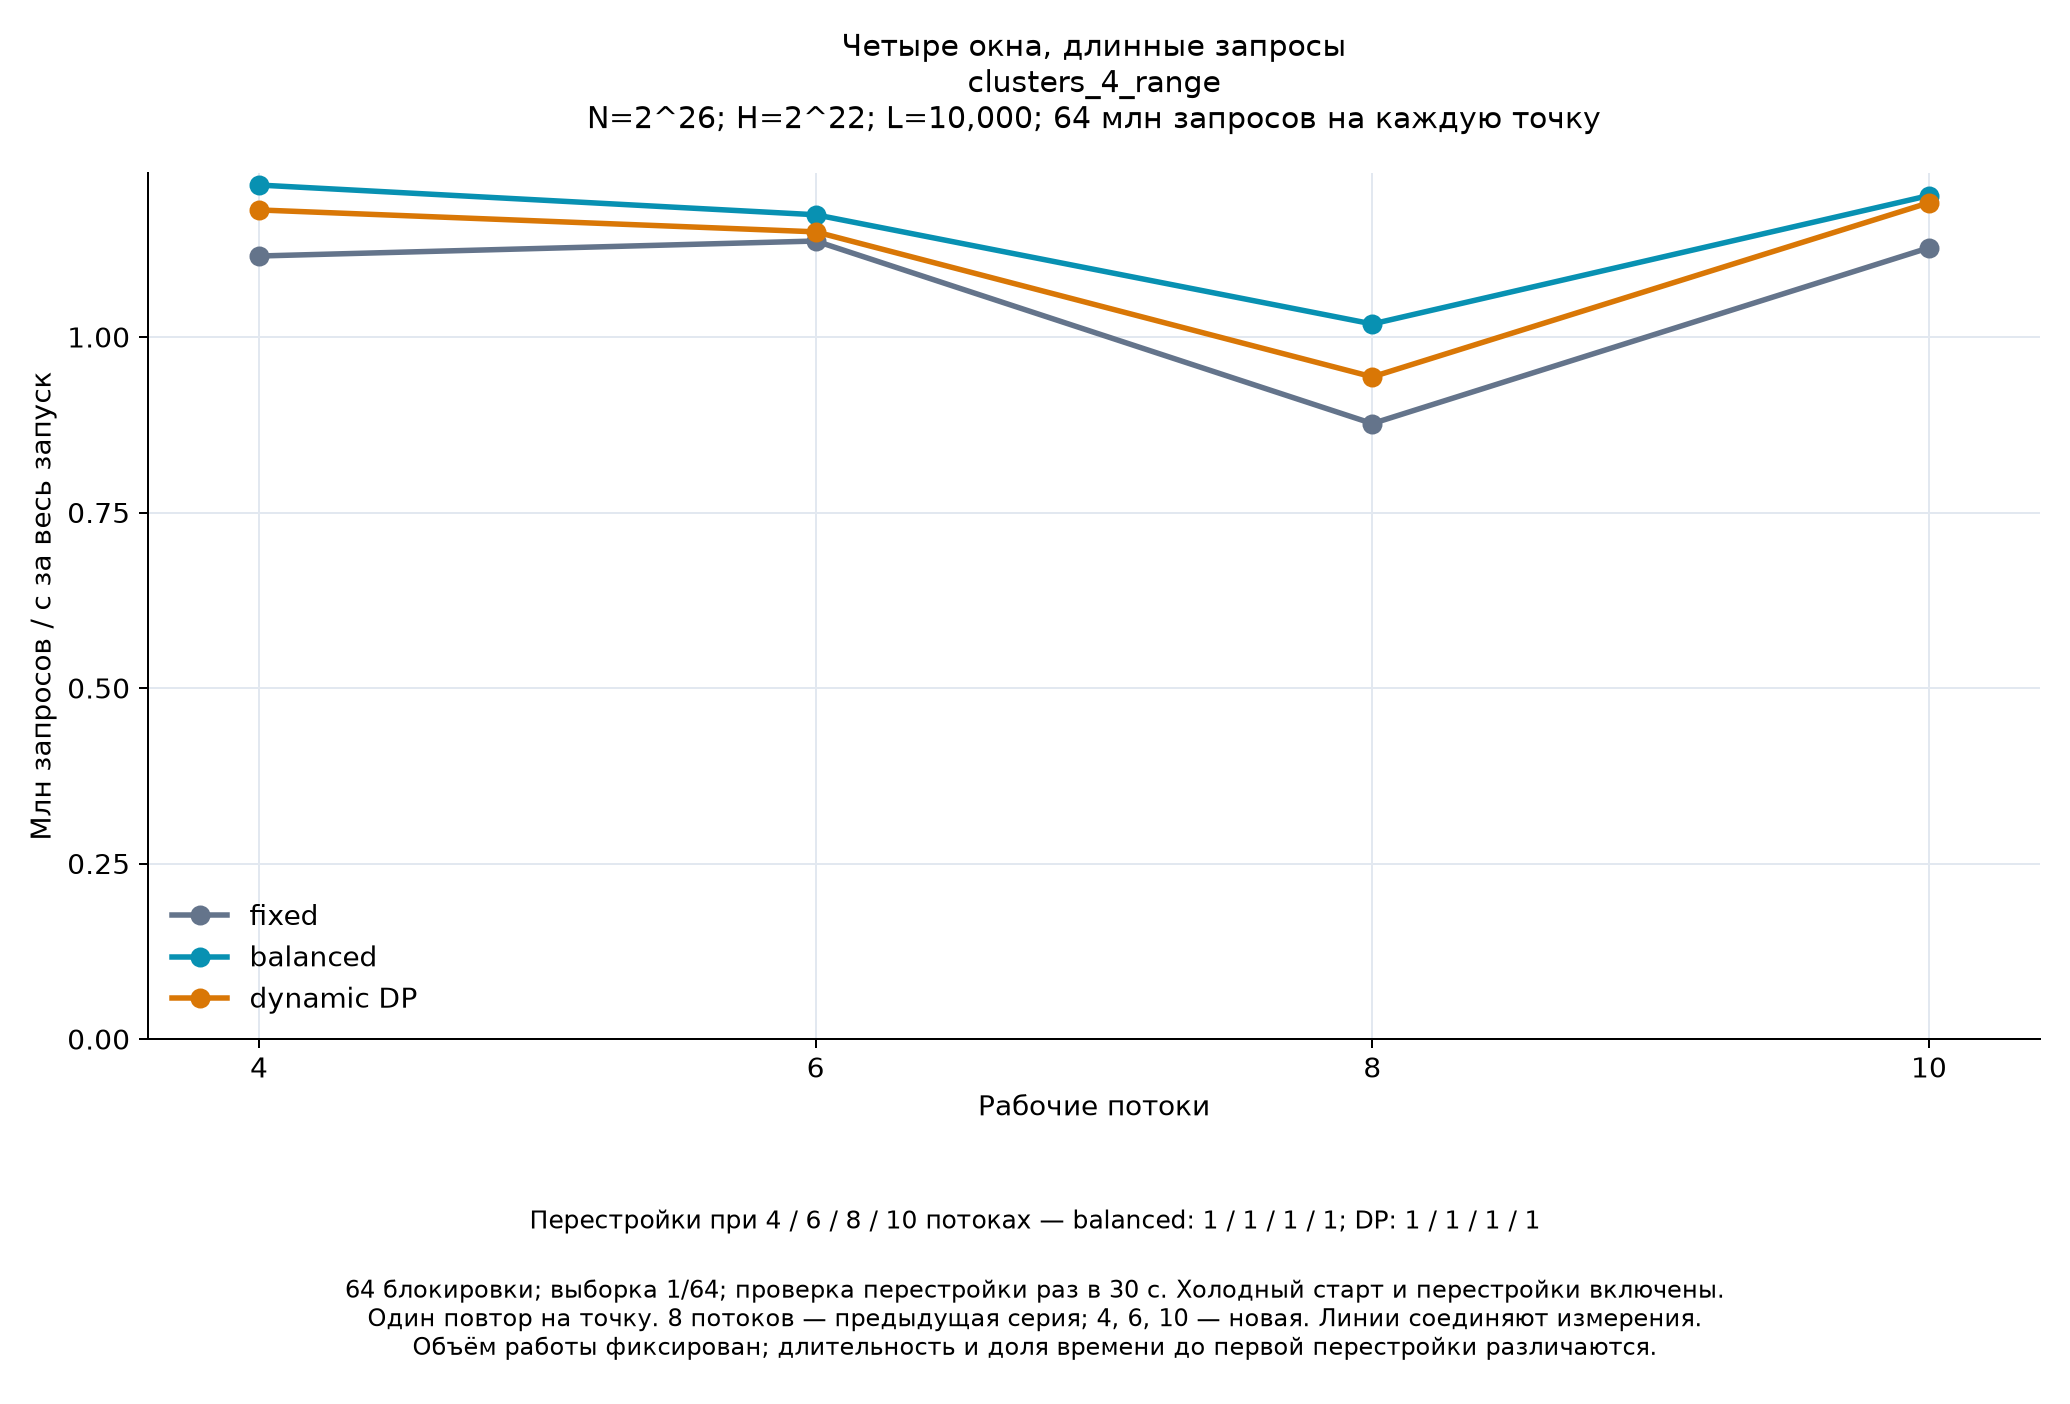 Четыре окна, длинные запросы
clusters_4_range
N=2^26; H=2^22; L=10,000; 64 млн запросов на каждую точку
Млн запросов / с за весь запуск
1.00
0.75
0.50
0.25
0.00
fixed
balanced
dynamic DP
4
6
8
10
Рабочие потоки
Перестройки при 4 / 6 / 8 / 10 потоках — balanced: 1 / 1 / 1 / 1; DP: 1 / 1 / 1 / 1
64 блокировки; выборка 1/64; проверка перестройки раз в 30 с. Холодный старт и перестройки включены.
Один повтор на точку. 8 потоков — предыдущая серия; 4, 6, 10 — новая. Линии соединяют измерения.
Объём работы фиксирован; длительность и доля времени до первой перестройки различаются.